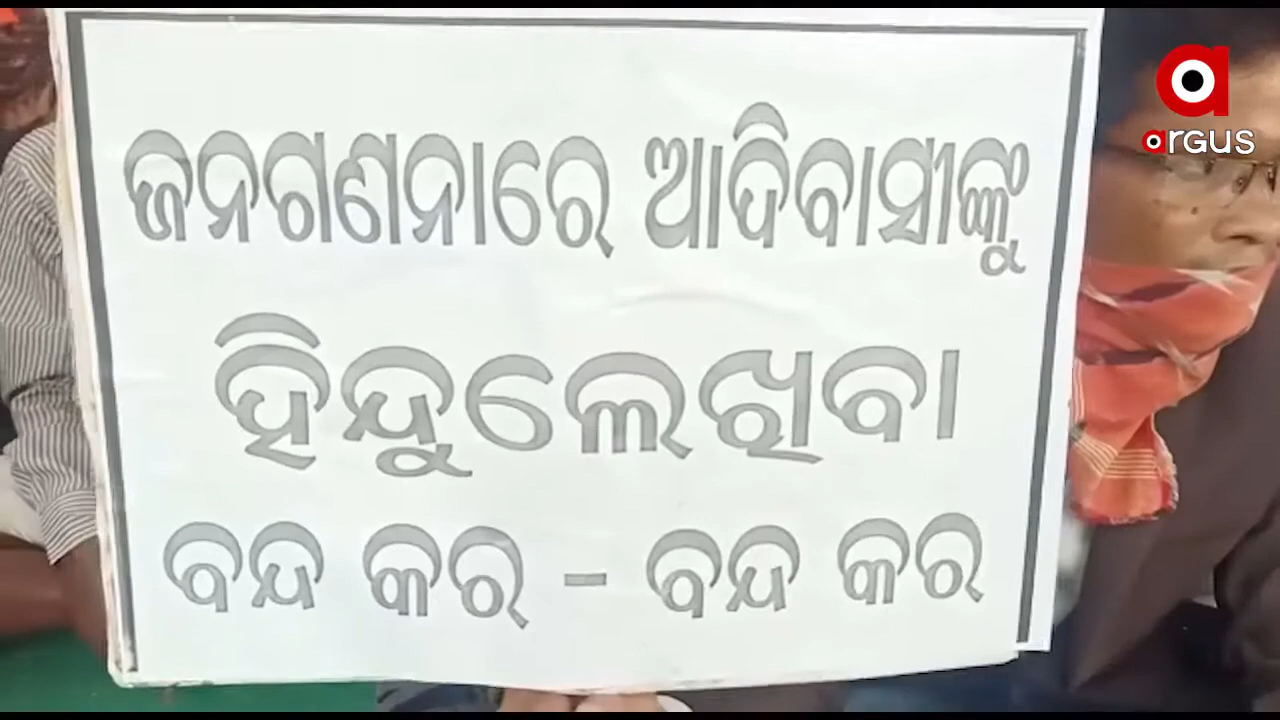 ଜନଗଣନାରେ ଆଦିବାସୀଙ୍କୁ
ହିନ୍ଦୁଲେଖିବା
ବନ୍ଦ କର - ବନ୍ଦ କର
argus